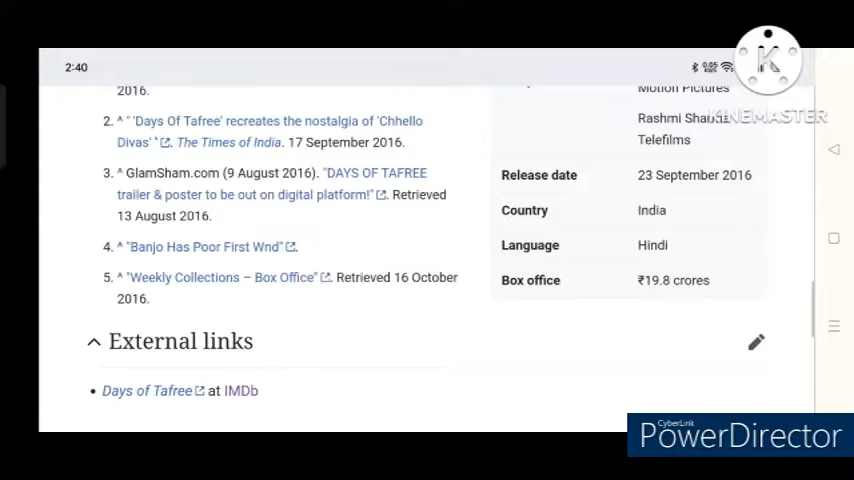 2:40
2016.
2. ^ " 'Days Of Tafree' recreates the nostalgia of 'Chhello
Divas' ". The Times of India. 17 September 2016.
3. ^ GlamSham.com (9 August 2016). "DAYS OF TAFREE
trailer & poster to be out on digital platform!". Retrieved
13 August 2016.
4. ^ "Banjo Has Poor First Wnd".
5. ^ "Weekly Collections – Box Office". Retrieved 16 October
2016.
Motion Pictures
Rashmi Sharma
Telefilms
Release date 23 September 2016
Country India
Language Hindi
Box office ₹19.8 crores
External links
• Days of Tafree at IMDb
K
KINEMASTER
CyberLink
PowerDirector